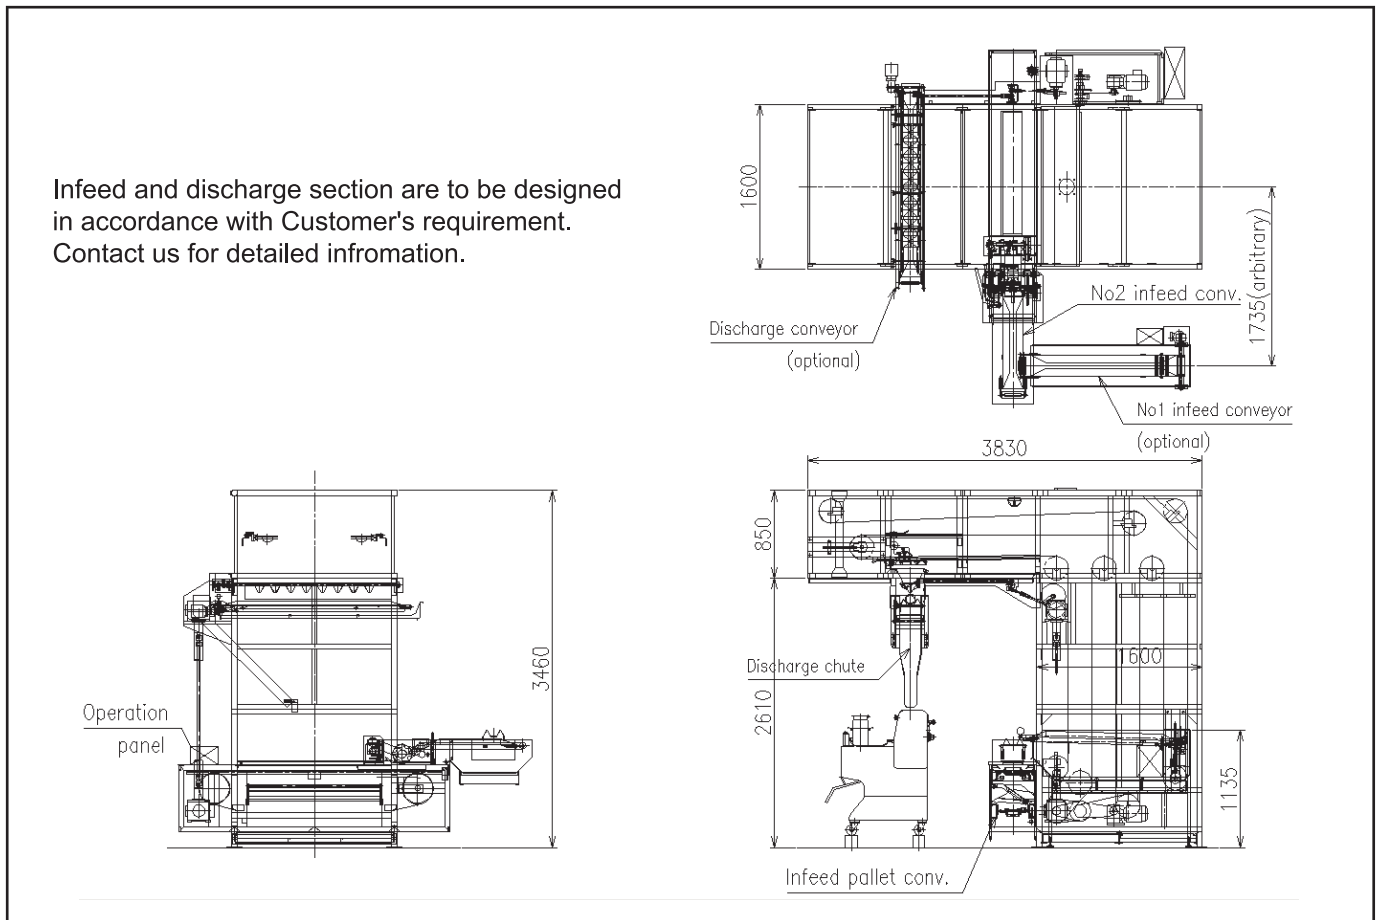 Infeed and discharge section are to be designed
in accordance with Customer's requirement.
Contact us for detailed infromation.
1600
1735(arbitrary)
No2 infeed conv.
Discharge conveyor
(optional)
No1 infeed conveyor
(optional)
3830
850
3460
Discharge chute
1600
2610
Operation
panel
1135
Infeed pallet conv.